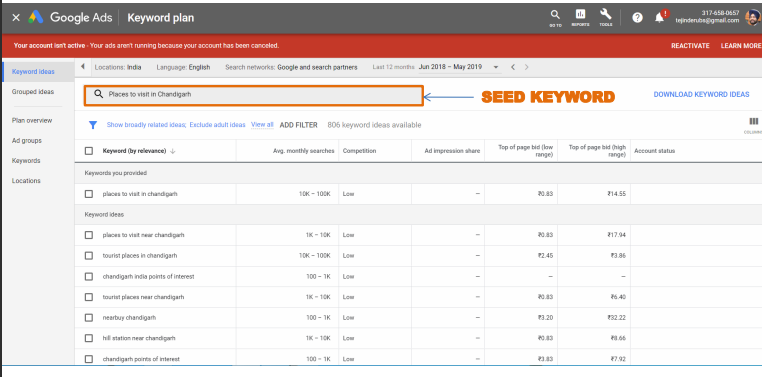 Google Ads Keyword plan
GO TO REPORTS TOOLS
317-658-0657
tejinderubs@gmail.com
Your account isn't active - Your ads aren't running because your account has been canceled. REACTIVATE LEARN MORE
Keyword ideas
Grouped ideas
Plan overview
Ad groups
Keywords
Locations
Locations: India Language: English Search networks: Google and search partners Last 12 months Jun 2018 – May 2019
Places to visit in Chandigarh
SEED KEYWORD
DOWNLOAD KEYWORD IDEAS
Show broadly related ideas; Exclude adult ideas View all ADD FILTER 806 keyword ideas available
COLUMNS
Keyword (by relevance) ↓ Avg. monthly searches Competition Ad impression share Top of page bid (low range) Top of page bid (high range) Account status
Keywords you provided
places to visit in chandigarh 10K – 100K Low – ₹0.83 ₹14.55
Keyword ideas
places to visit near chandigarh 1K – 10K Low – ₹0.83 ₹17.94
tourist places in chandigarh 10K – 100K Low – ₹2.45 ₹3.86
chandigarh india points of interest 100 – 1K Low – – –
tourist places near chandigarh 1K – 10K Low – ₹0.83 ₹6.40
nearbuy chandigarh 100 – 1K Low – ₹3.20 ₹32.22
hill station near chandigarh 1K – 10K Low – ₹0.83 ₹8.66
chandigarh points of interest 100 – 1K Low – ₹3.83 ₹7.92